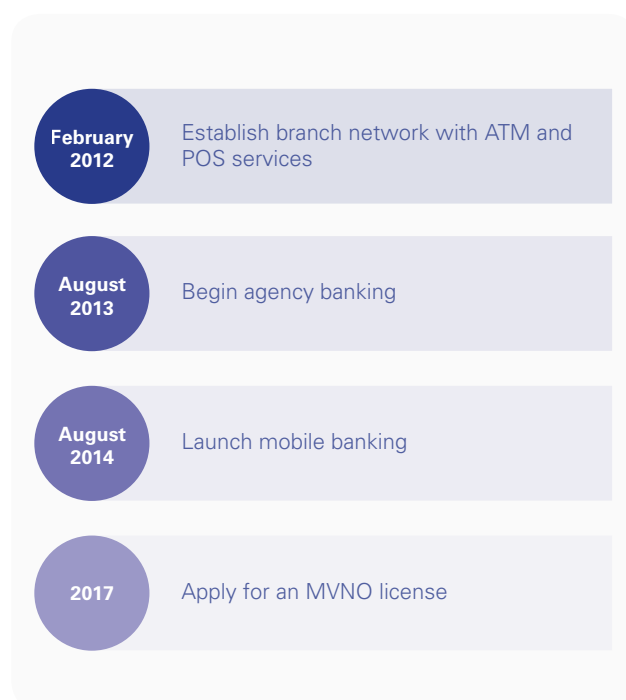 February
2012
Establish branch network with ATM and
POS services
August
2013
Begin agency banking
August
2014
Launch mobile banking
2017
Apply for an MVNO license